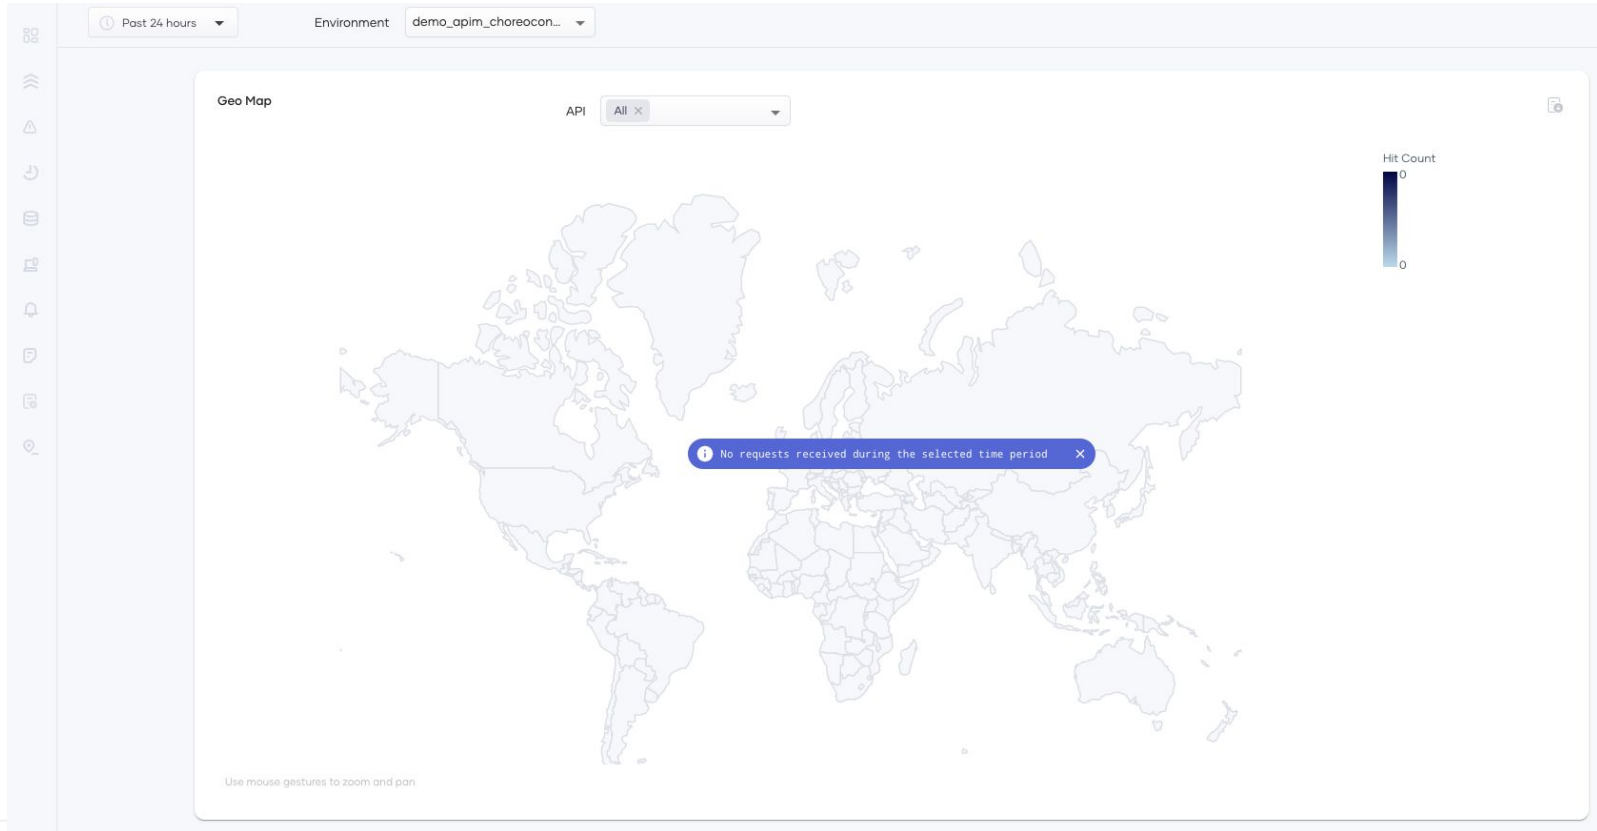 Past 24 hours
Environment
demo_apim_choreocon...
Geo Map
API
All
Hit Count
0
0
No requests received during the selected time period
Use mouse gestures to zoom and pan